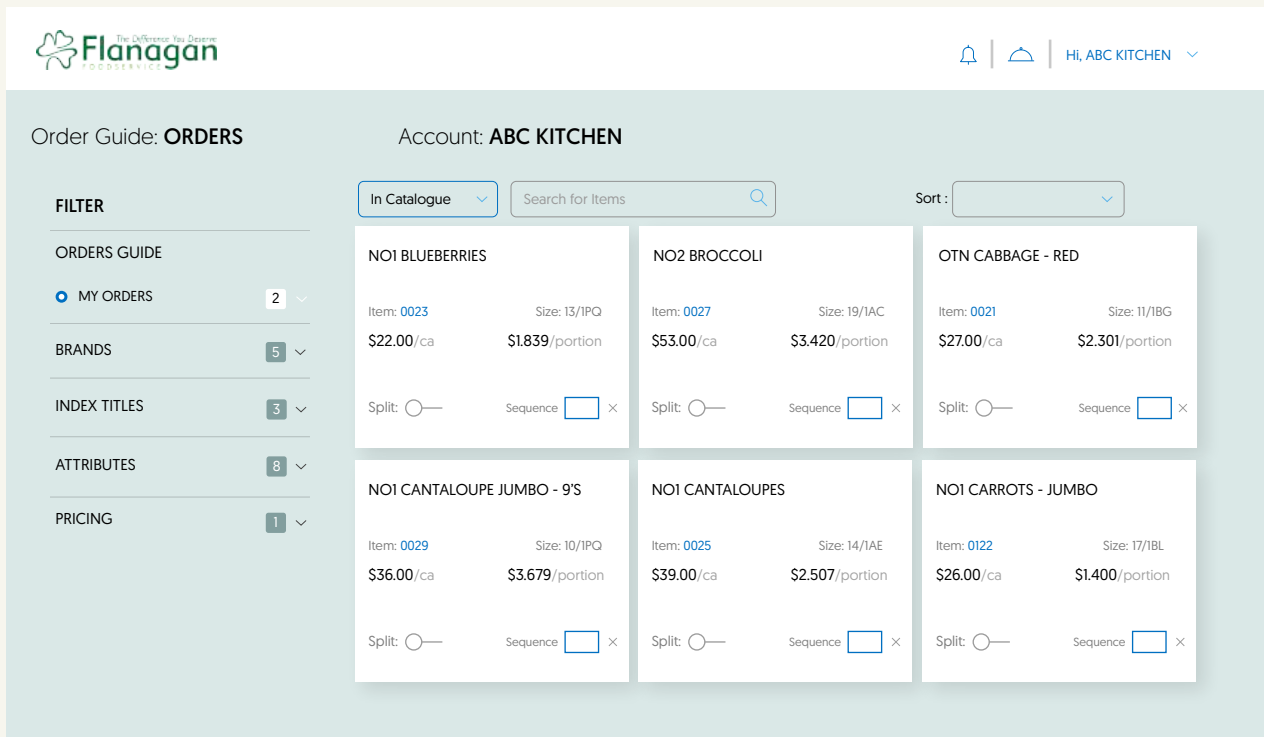 The Difference You Deserve
Flanagan
FOODSERVICE
Hi, ABC KITCHEN
Order Guide: ORDERS
Account: ABC KITCHEN
FILTER
ORDERS GUIDE
MY ORDERS 2
BRANDS 5
INDEX TITLES 3
ATTRIBUTES 8
PRICING 1
In Catalogue
Search for Items
Sort :
NO1 BLUEBERRIES
Item: 0023 Size: 13/1PQ
$22.00/ca $1.839/portion
Split: Sequence ×
NO2 BROCCOLI
Item: 0027 Size: 19/1AC
$53.00/ca $3.420/portion
Split: Sequence ×
OTN CABBAGE - RED
Item: 0021 Size: 11/1BG
$27.00/ca $2.301/portion
Split: Sequence ×
NO1 CANTALOUPE JUMBO - 9'S
Item: 0029 Size: 10/1PQ
$36.00/ca $3.679/portion
Split: Sequence ×
NO1 CANTALOUPES
Item: 0025 Size: 14/1AE
$39.00/ca $2.507/portion
Split: Sequence ×
NO1 CARROTS - JUMBO
Item: 0122 Size: 17/1BL
$26.00/ca $1.400/portion
Split: Sequence ×